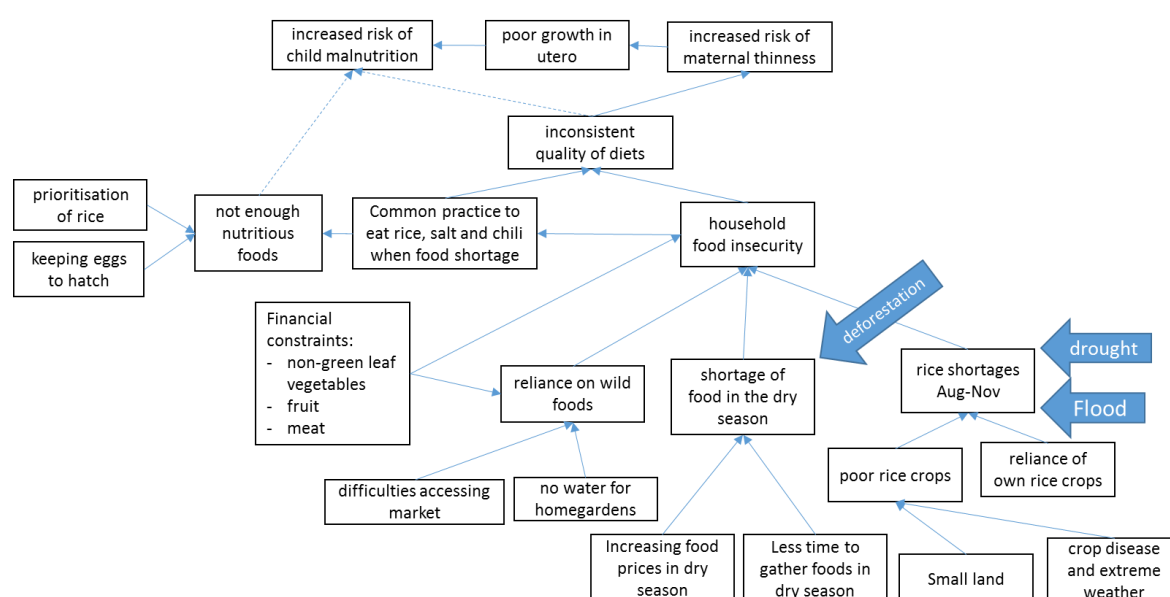 increased risk of
child malnutrition
poor growth in
utero
increased risk of
maternal thinness
inconsistent
quality of diets
prioritisation
of rice
keeping eggs
to hatch
not enough
nutritious
foods
Common practice to
eat rice, salt and chili
when food shortage
household
food insecurity
deforestation
drought
Flood
Financial
constraints:
- non-green leaf
vegetables
- fruit
- meat
reliance on wild
foods
shortage of
food in the dry
season
rice shortages
Aug-Nov
difficulties accessing
market
no water for
homegardens
poor rice crops
reliance of
own rice crops
Increasing food
prices in dry
season
Less time to
gather foods in
dry season
Small land
crop disease
and extreme
weather